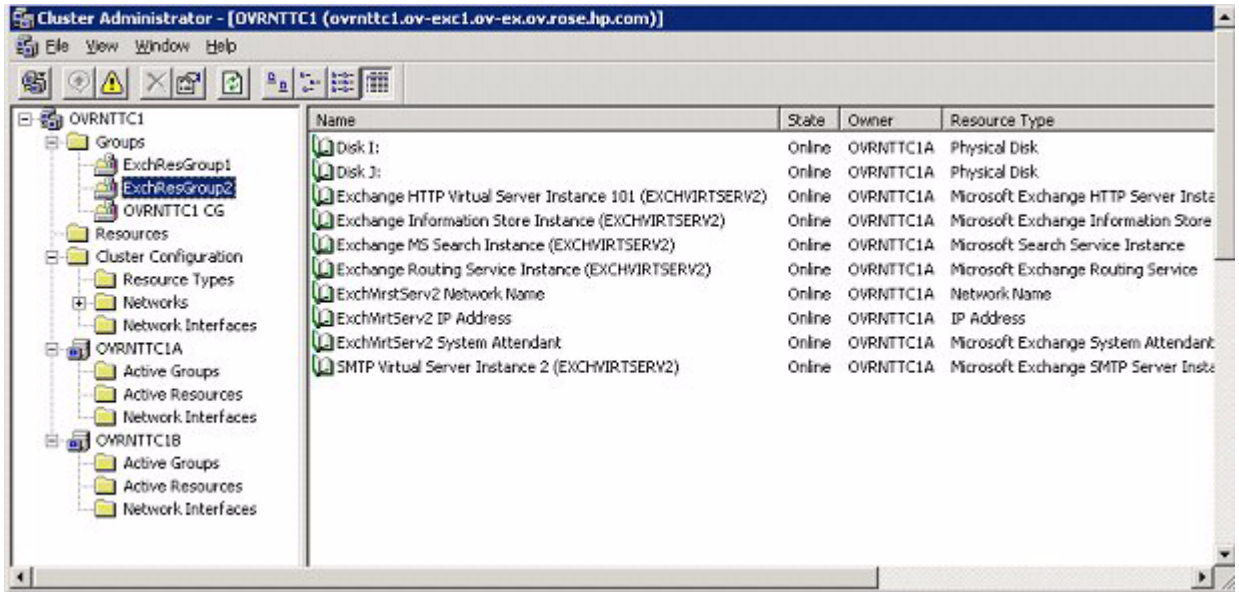 Cluster Administrator - [OVRNTTC1 (ovrnttc1.ov-exc1.ov-ex.ov.rose.hp.com)]
File View Window Help
OVRNTTC1
Groups
ExchResGroup1
ExchResGroup2
OVRNTTC1 CG
Resources
Cluster Configuration
Resource Types
Networks
Network Interfaces
OVRNTTC1A
Active Groups
Active Resources
Network Interfaces
OVRNTTC1B
Active Groups
Active Resources
Network Interfaces
Name State Owner Resource Type
Disk I: Online OVRNTTC1A Physical Disk
Disk J: Online OVRNTTC1A Physical Disk
Exchange HTTP Virtual Server Instance 101 (EXCHVIRTSERV2) Online OVRNTTC1A Microsoft Exchange HTTP Server Insta
Exchange Information Store Instance (EXCHVIRTSERV2) Online OVRNTTC1A Microsoft Exchange Information Store
Exchange MS Search Instance (EXCHVIRTSERV2) Online OVRNTTC1A Microsoft Search Service Instance
Exchange Routing Service Instance (EXCHVIRTSERV2) Online OVRNTTC1A Microsoft Exchange Routing Service
ExchVirstServ2 Network Name Online OVRNTTC1A Network Name
ExchVirtServ2 IP Address Online OVRNTTC1A IP Address
ExchVirtServ2 System Attendant Online OVRNTTC1A Microsoft Exchange System Attendant
SMTP Virtual Server Instance 2 (EXCHVIRTSERV2) Online OVRNTTC1A Microsoft Exchange SMTP Server Insta